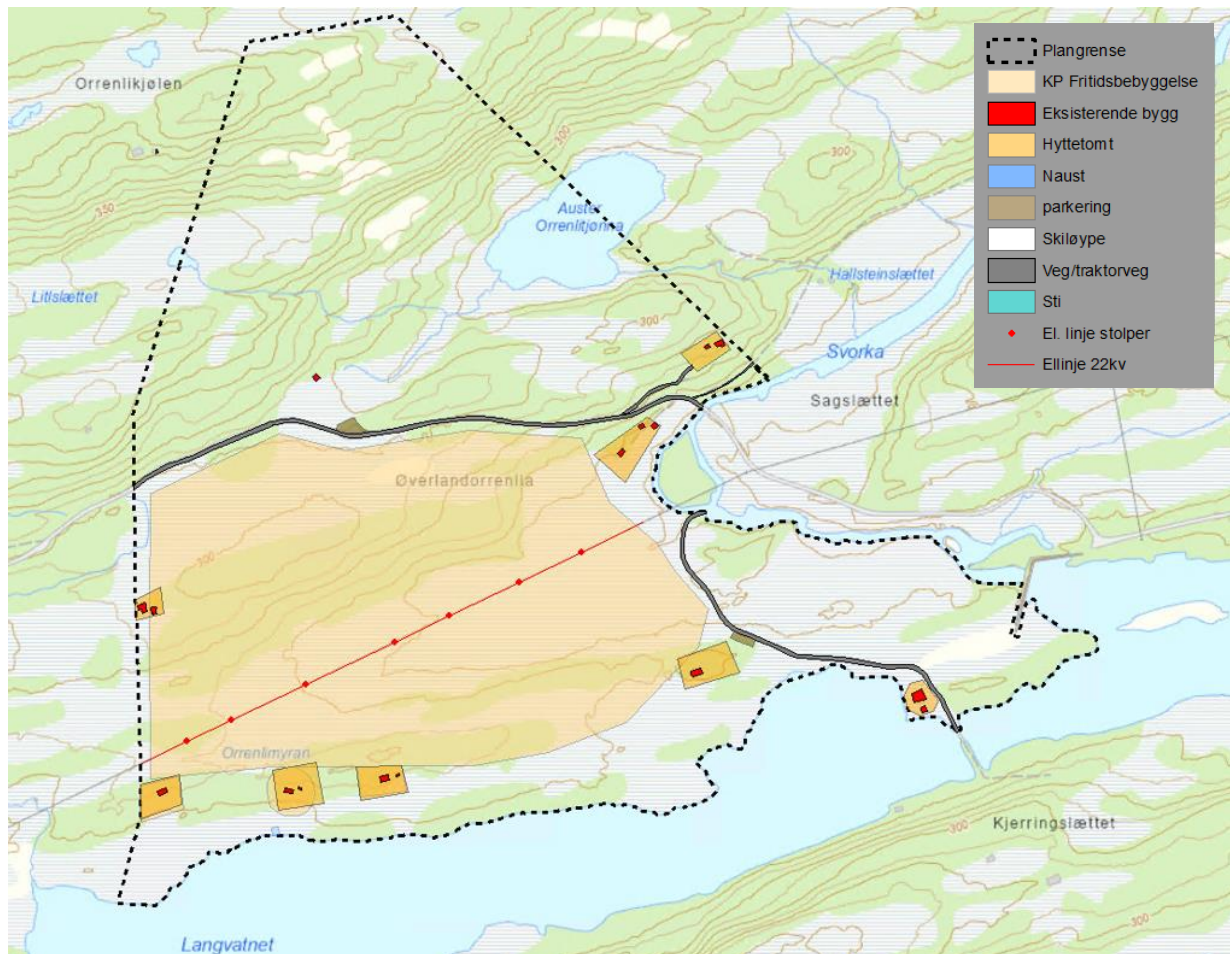 Orrenlikjølen
300
300
350
Auster
Orrenlitjønna
Litlslættet
Hallsteinslættet
300
Svorka
Sagslættet
Øverlandorrenlia
300
Orrenlimyran
Langvatnet
300
Kjerringslættet
300
Plangrense
KP Fritidsbebyggelse
Eksisterende bygg
Hyttetomt
Naust
parkering
Skiløype
Veg/traktorveg
Sti
El. linje stolper
Ellinje 22kv